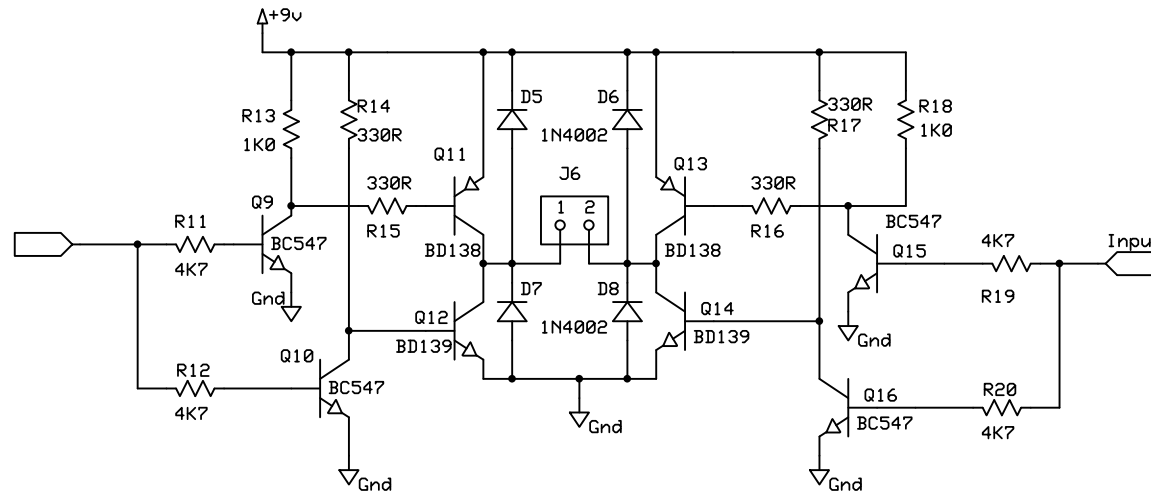 +9v
D5
D6
R13
1K0
R14
330R
330R
R17
R18
1K0
1N4002
Q11
Q13
J6
330R
330R
1 2
Q9
R11
BC547
R15
R16
BC547
4K7
Inpu
4K7
BD138
BD138
Q15
Gnd
D7
D8
R19
Q12
1N4002
Q14
BD139
BD139
Gnd
Q10
R12
BC547
4K7
Gnd
Q16
BC547
R20
4K7
Gnd
Gnd